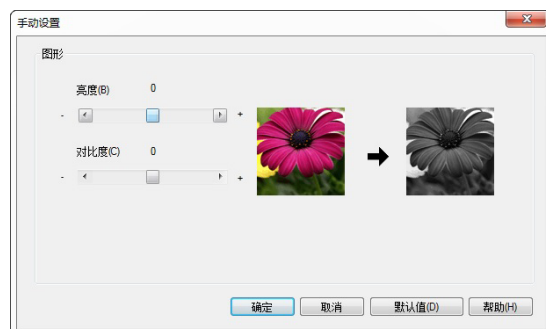 手动设置
图形
亮度(B) 0
- +
对比度(C) 0
- +
确定 取消 默认值(D) 帮助(H)